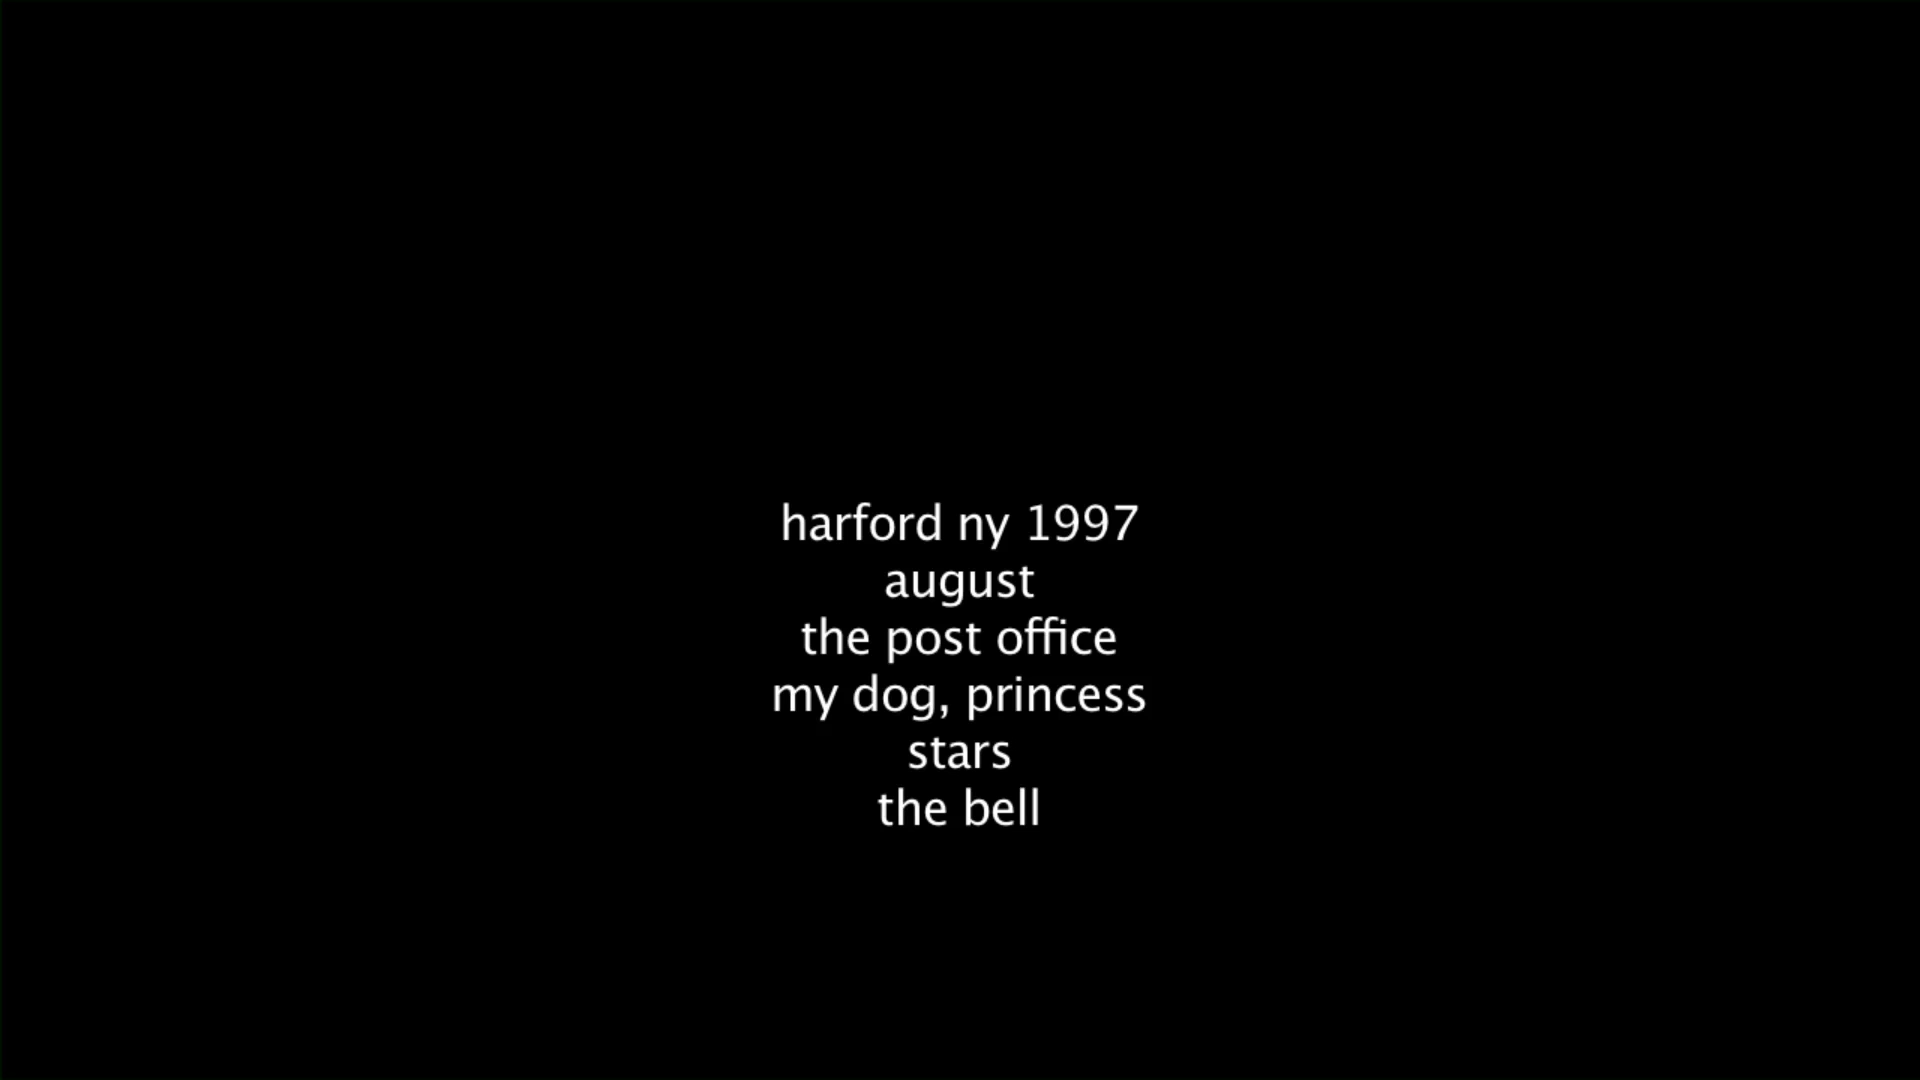 harford ny 1997
august
the post office
my dog, princess
stars
the bell